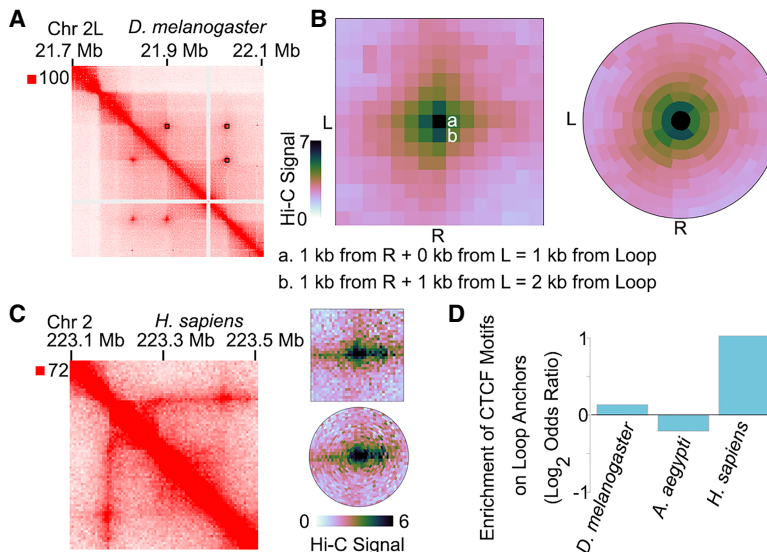 A
Chr 2L D. melanogaster
21.7 Mb 21.9 Mb 22.1 Mb
100
B
L
a
b
Hi-C Signal
7
0
R
L
R
a. 1 kb from R + 0 kb from L = 1 kb from Loop
b. 1 kb from R + 1 kb from L = 2 kb from Loop
C
Chr 2 H. sapiens
223.1 Mb 223.3 Mb 223.5 Mb
72
0 6
Hi-C Signal
D
Enrichment of CTCF Motifs
on Loop Anchors
(Log2 Odds Ratio)
1
0
-1
D. melanogaster
A. aegypti
H. sapiens